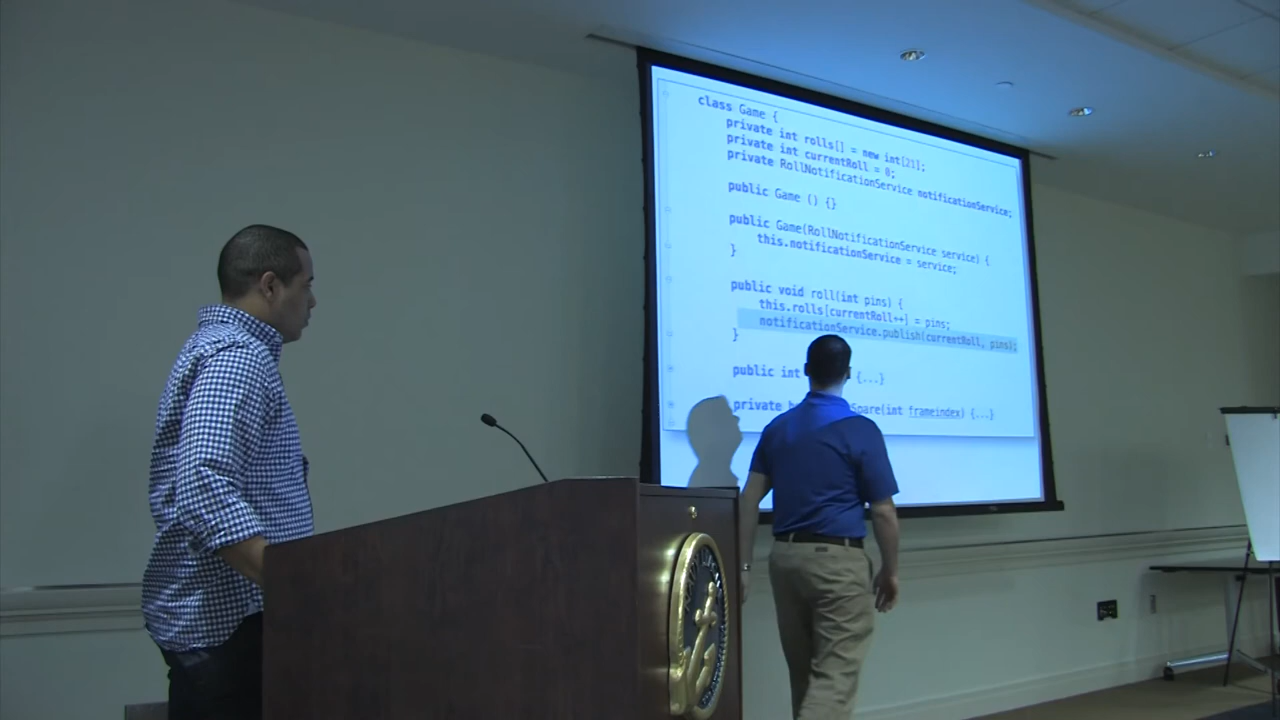 class Game {
private int rolls[] = new int[21];
private int currentRoll = 0;
private RollNotificationService notificationService;
public Game () {}
public Game(RollNotificationService service) {
this.notificationService = service;
}
public void roll(int pins) {
this.rolls[currentRoll++] = pins;
notificationService.publish(currentRoll, pins);
}
public int {...}
private Spare(int frameindex) {...}